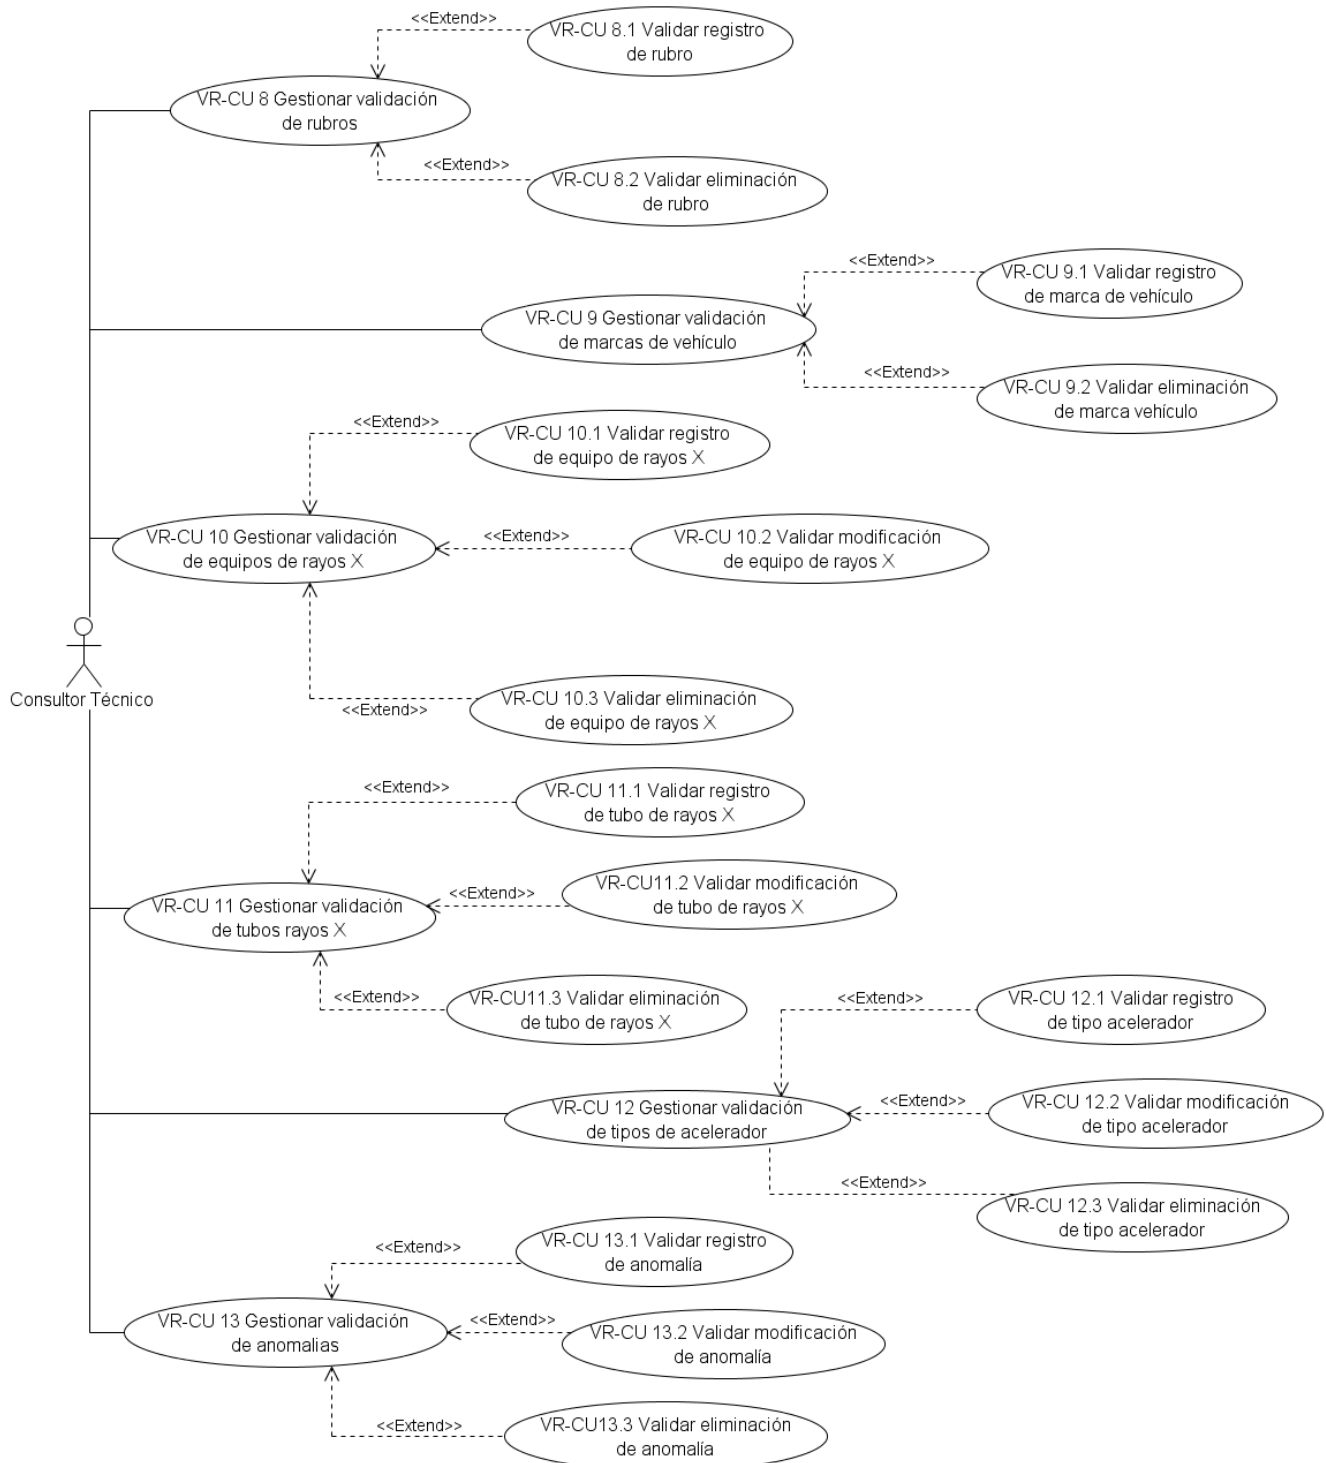 <<Extend>>
VR-CU 8.1 Validar registro
de rubro
VR-CU 8 Gestionar validación
de rubros
<<Extend>>
VR-CU 8.2 Validar eliminación
de rubro
<<Extend>>
VR-CU 9.1 Validar registro
de marca de vehículo
VR-CU 9 Gestionar validación
de marcas de vehículo
<<Extend>>
VR-CU 9.2 Validar eliminación
de marca vehículo
<<Extend>>
VR-CU 10.1 Validar registro
de equipo de rayos X
VR-CU 10 Gestionar validación
de equipos de rayos X
<<Extend>>
VR-CU 10.2 Validar modificación
de equipo de rayos X
Consultor Técnico
<<Extend>>
VR-CU 10.3 Validar eliminación
de equipo de rayos X
<<Extend>>
VR-CU 11.1 Validar registro
de tubo de rayos X
VR-CU 11 Gestionar validación
de tubos rayos X
<<Extend>>
VR-CU11.2 Validar modificación
de tubo de rayos X
<<Extend>>
VR-CU11.3 Validar eliminación
de tubo de rayos X
<<Extend>>
VR-CU 12.1 Validar registro
de tipo acelerador
VR-CU 12 Gestionar validación
de tipos de acelerador
<<Extend>>
VR-CU 12.2 Validar modificación
de tipo acelerador
<<Extend>>
VR-CU 12.3 Validar eliminación
de tipo acelerador
<<Extend>>
VR-CU 13.1 Validar registro
de anomalía
VR-CU 13 Gestionar validación
de anomalias
<<Extend>>
VR-CU 13.2 Validar modificación
de anomalía
<<Extend>>
VR-CU13.3 Validar eliminación
de anomalía